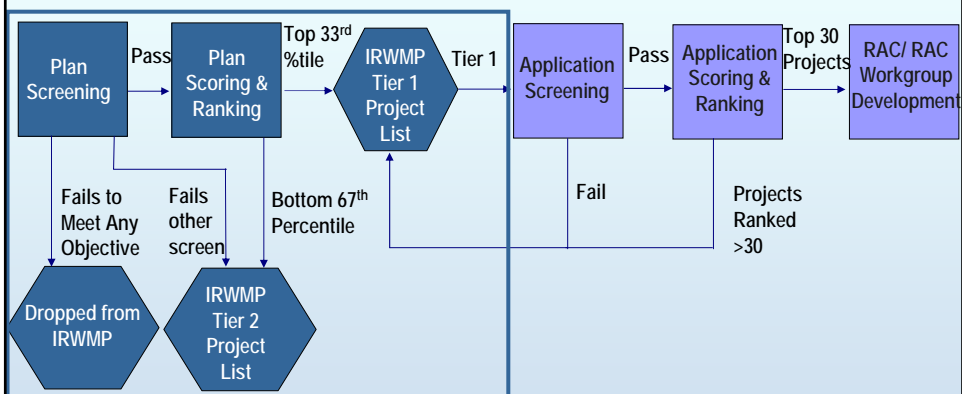 Plan
Screening
Pass
Plan
Scoring &
Ranking
Top 33rd
%tile
IRWMP
Tier 1
Project
List
Tier 1
Application
Screening
Pass
Application
Scoring &
Ranking
Top 30
Projects
RAC/ RAC
Workgroup
Development
Fails to
Meet Any
Objective
Fails
other
screen
Bottom 67th
Percentile
Fail
Projects
Ranked
>30
Dropped from
IRWMP
IRWMP
Tier 2
Project
List